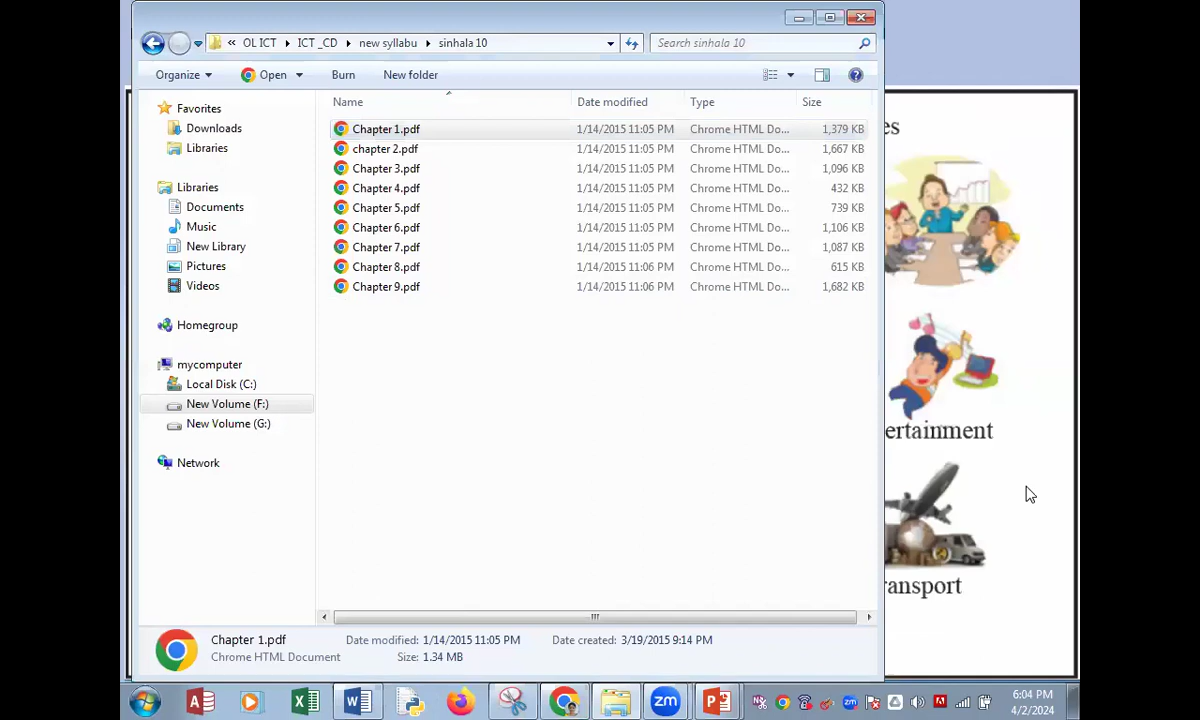 « OL ICT ▸ ICT _CD ▸ new syllabu ▸ sinhala 10
Search sinhala 10
Organize
Open
Burn
New folder
Name
Date modified
Type
Size
Favorites
Downloads
Libraries
Libraries
Documents
Music
New Library
Pictures
Videos
Homegroup
mycomputer
Local Disk (C:)
New Volume (F:)
New Volume (G:)
Network
Chapter 1.pdf 1/14/2015 11:05 PM Chrome HTML Do... 1,379 KB
chapter 2.pdf 1/14/2015 11:05 PM Chrome HTML Do... 1,667 KB
Chapter 3.pdf 1/14/2015 11:05 PM Chrome HTML Do... 1,096 KB
Chapter 4.pdf 1/14/2015 11:05 PM Chrome HTML Do... 432 KB
Chapter 5.pdf 1/14/2015 11:05 PM Chrome HTML Do... 739 KB
Chapter 6.pdf 1/14/2015 11:05 PM Chrome HTML Do... 1,106 KB
Chapter 7.pdf 1/14/2015 11:05 PM Chrome HTML Do... 1,087 KB
Chapter 8.pdf 1/14/2015 11:06 PM Chrome HTML Do... 615 KB
Chapter 9.pdf 1/14/2015 11:06 PM Chrome HTML Do... 1,682 KB
es
ertainment
ansport
Chapter 1.pdf
Chrome HTML Document
Date modified: 1/14/2015 11:05 PM
Size: 1.34 MB
Date created: 3/19/2015 9:14 PM
zm
6:04 PM
4/2/2024